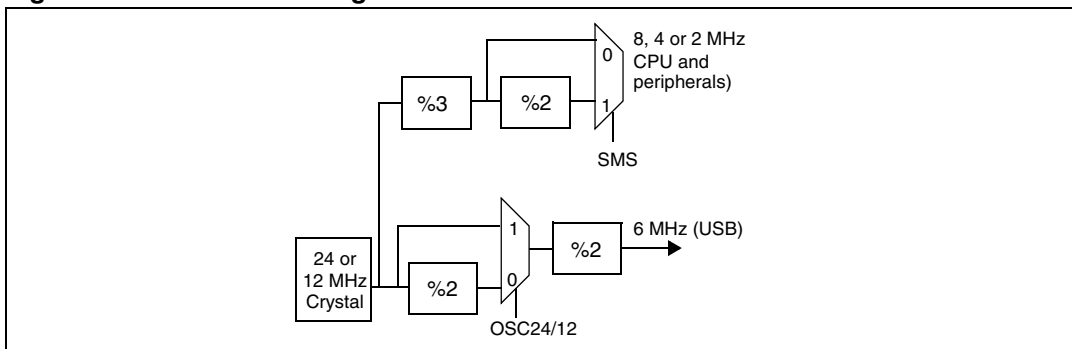 8, 4 or 2 MHz
CPU and
peripherals)
0
%3
%2
1
SMS
1
6 MHz (USB)
%2
24 or
12 MHz
Crystal
%2
0
OSC24/12